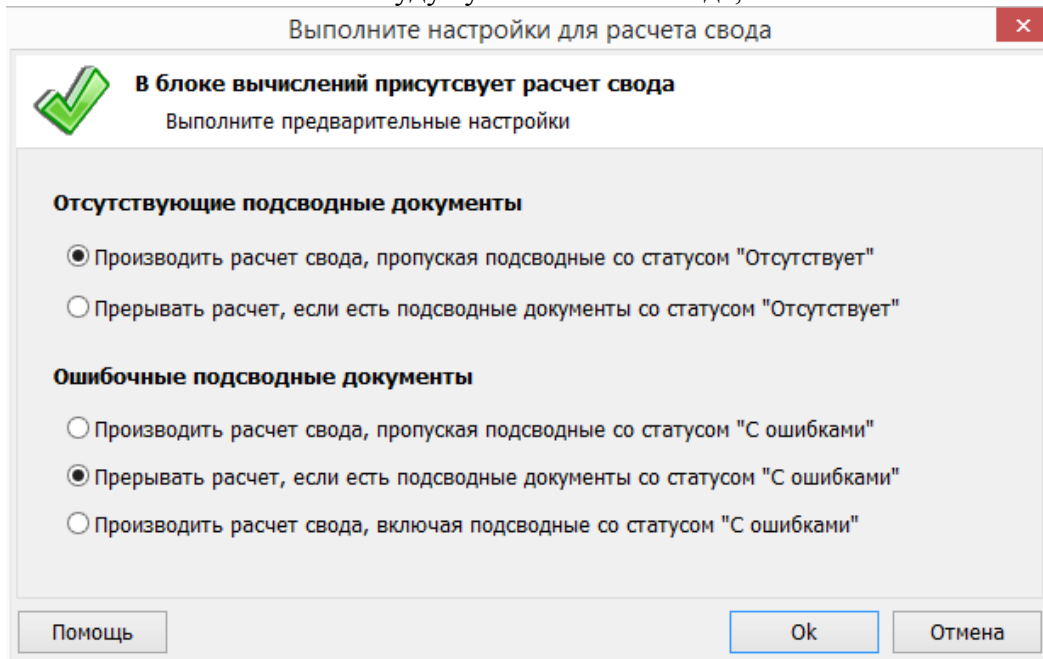 Выполните настройки для расчета свода
В блоке вычислений присутсвует расчет свода
Выполните предварительные настройки
Отсутствующие подсводные документы
Производить расчет свода, пропуская подсводные со статусом "Отсутствует"
Прерывать расчет, если есть подсводные документы со статусом "Отсутствует"
Ошибочные подсводные документы
Производить расчет свода, пропуская подсводные со статусом "С ошибками"
Прерывать расчет, если есть подсводные документы со статусом "С ошибками"
Производить расчет свода, включая подсводные со статусом "С ошибками"
Помощь Ok Отмена